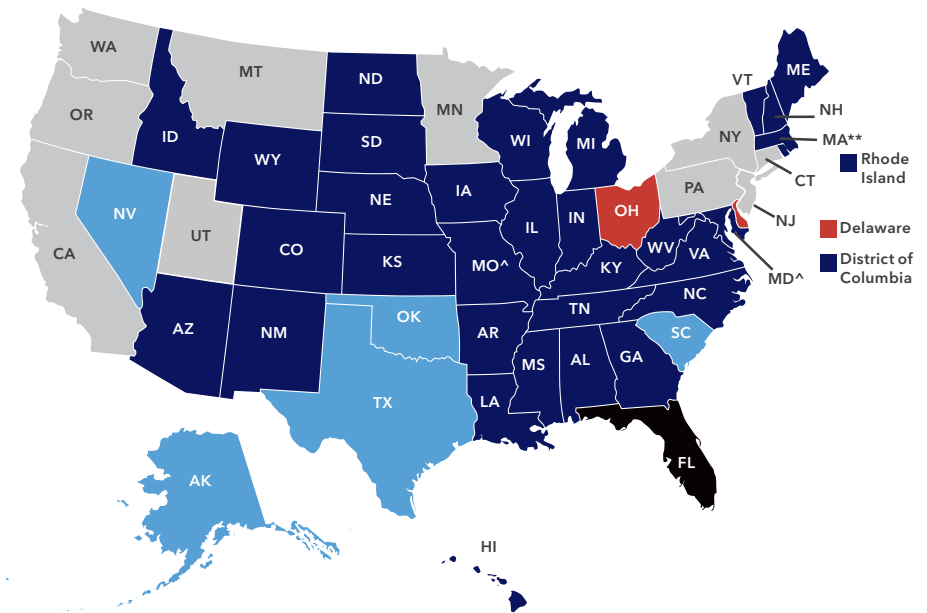 WA
MT
ND
MN
OR
ID
SD
WI
MI
VT
ME
NH
NY
MA**
WY
Rhode
Island
CT
NE
IA
PA
NV
UT
IL
IN
OH
NJ
Delaware
CA
CO
KS
MO^
KY
WV
VA
District of
Columbia
MD^
AZ
NM
OK
AR
TN
NC
SC
TX
LA
MS
AL
GA
FL
AK
HI